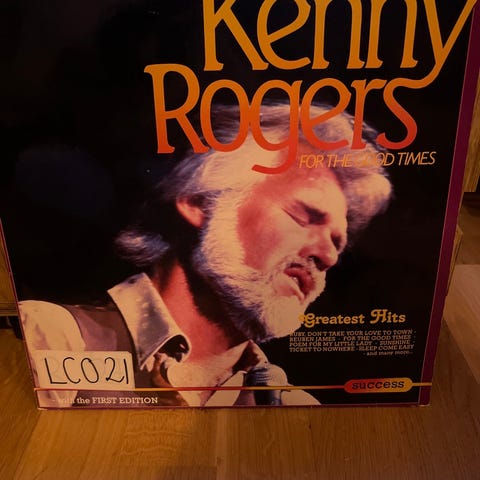 Kenny
Rogers
FOR THE GOOD TIMES
Greatest Hits
RUBY, DON'T TAKE YOUR LOVE TO TOWN -
REUBEN JAMES - FOR THE GOOD TIMES -
POEM FOR MY LITTLE LADY - SUNSHINE -
TICKET TO NOWHERE - SLEEP COME EASY
- and many more...
LCO21
success
- with the FIRST EDITION